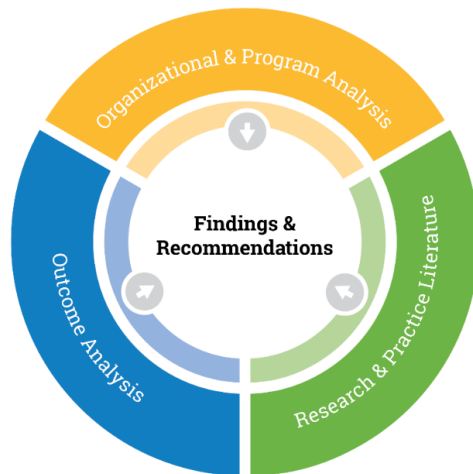 Organizational & Program Analysis
Findings &
Recommendations
Outcome Analysis
Research & Practice Literature